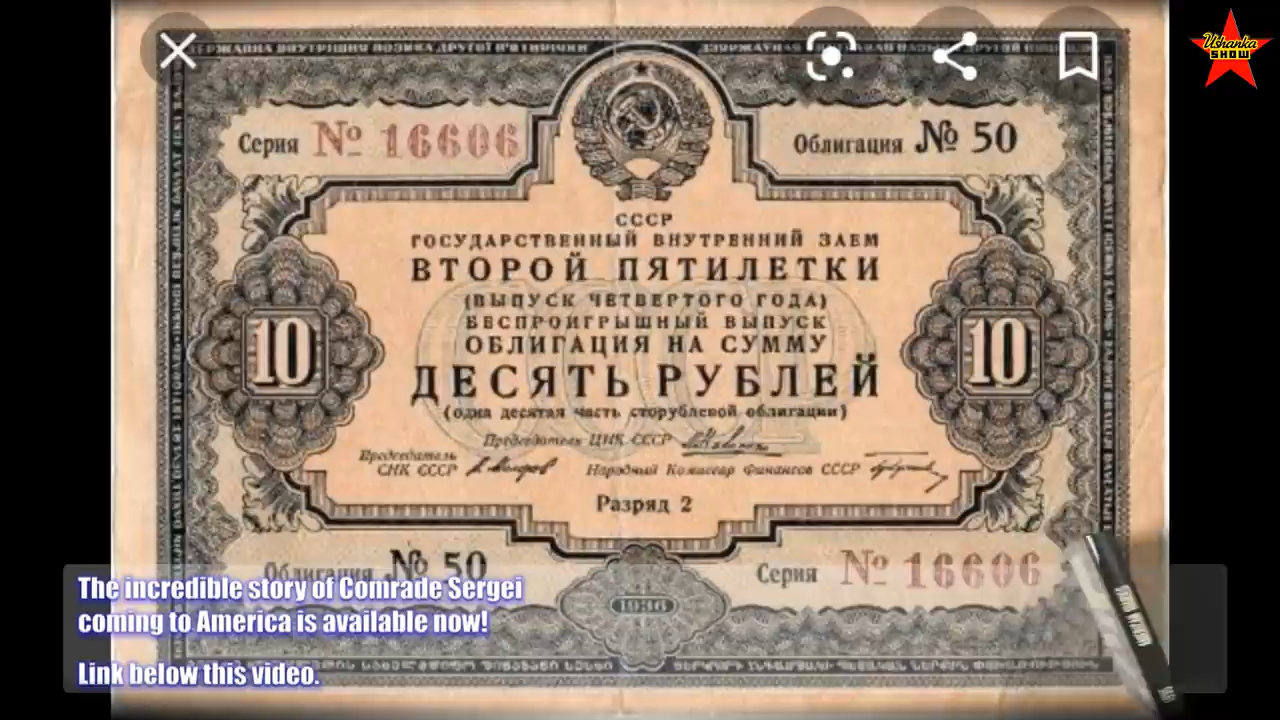 Ushanka
SHOW
Серия № 16606
Облигация № 50
СССР
ГОСУДАРСТВЕННЫЙ ВНУТРЕННИЙ ЗАЕМ
ВТОРОЙ ПЯТИЛЕТКИ
(ВЫПУСК ЧЕТВЕРТОГО ГОДА)
БЕСПРОИГРЫШНЫЙ ВЫПУСК
ОБЛИГАЦИЯ НА СУММУ
10
10
ДЕСЯТЬ РУБЛЕЙ
(одна десятая часть сторублевой облигации)
Председатель ЦИК СССР
Председатель
СНК СССР
Народный Комиссар Финансов СССР
Разряд 2
Облигация № 50
Серия № 16606
1936
The incredible story of Comrade Sergei
coming to America is available now!
Link below this video.